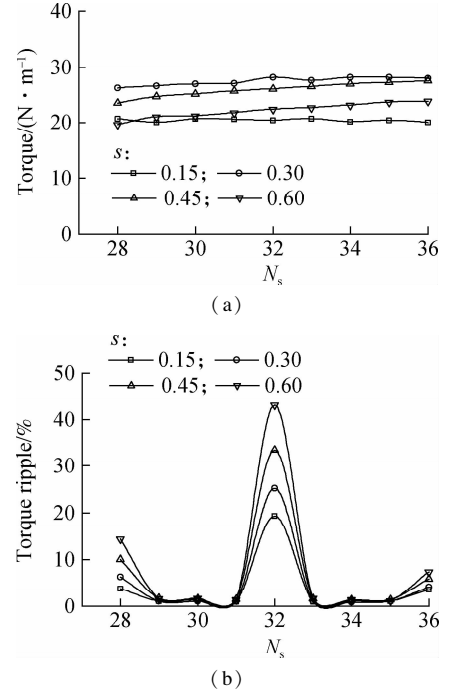 40
30
20
10
0
Torque/(N·m⁻¹)
s:
0.15; 0.30
0.45; 0.60
28 30 32 34 36
Nₛ
(a)
s:
0.15; 0.30
0.45; 0.60
50
40
30
20
10
0
Torque ripple/%
28 30 32 34 36
Nₛ
(b)